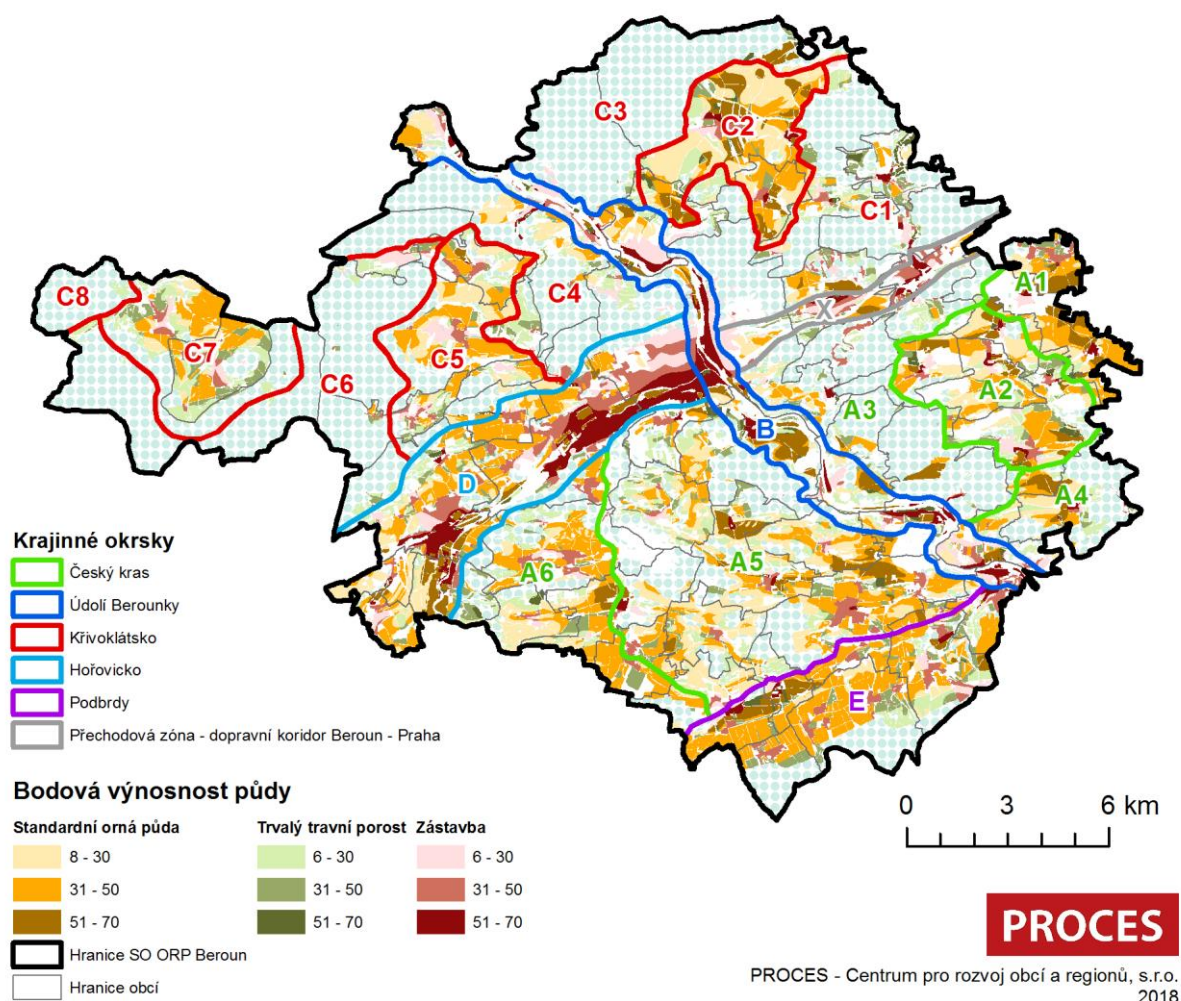 C3
C2
C1
C8
C4
A1
C7
C5
X
C6
A2
A3
B
D
A4
A6
A5
E
Krajinné okrsky
Český kras
Údolí Berounky
Křivoklátsko
Hořovicko
Podbrdy
Přechodová zóna - dopravní koridor Beroun - Praha
Bodová výnosnost půdy
Standardní orná půda Trvalý travní porost Zástavba
8 - 30 6 - 30 6 - 30
31 - 50 31 - 50 31 - 50
51 - 70 51 - 70 51 - 70
Hranice SO ORP Beroun
Hranice obcí
0 3 6 km
PROCES
PROCES - Centrum pro rozvoj obcí a regionů, s.r.o.
2018